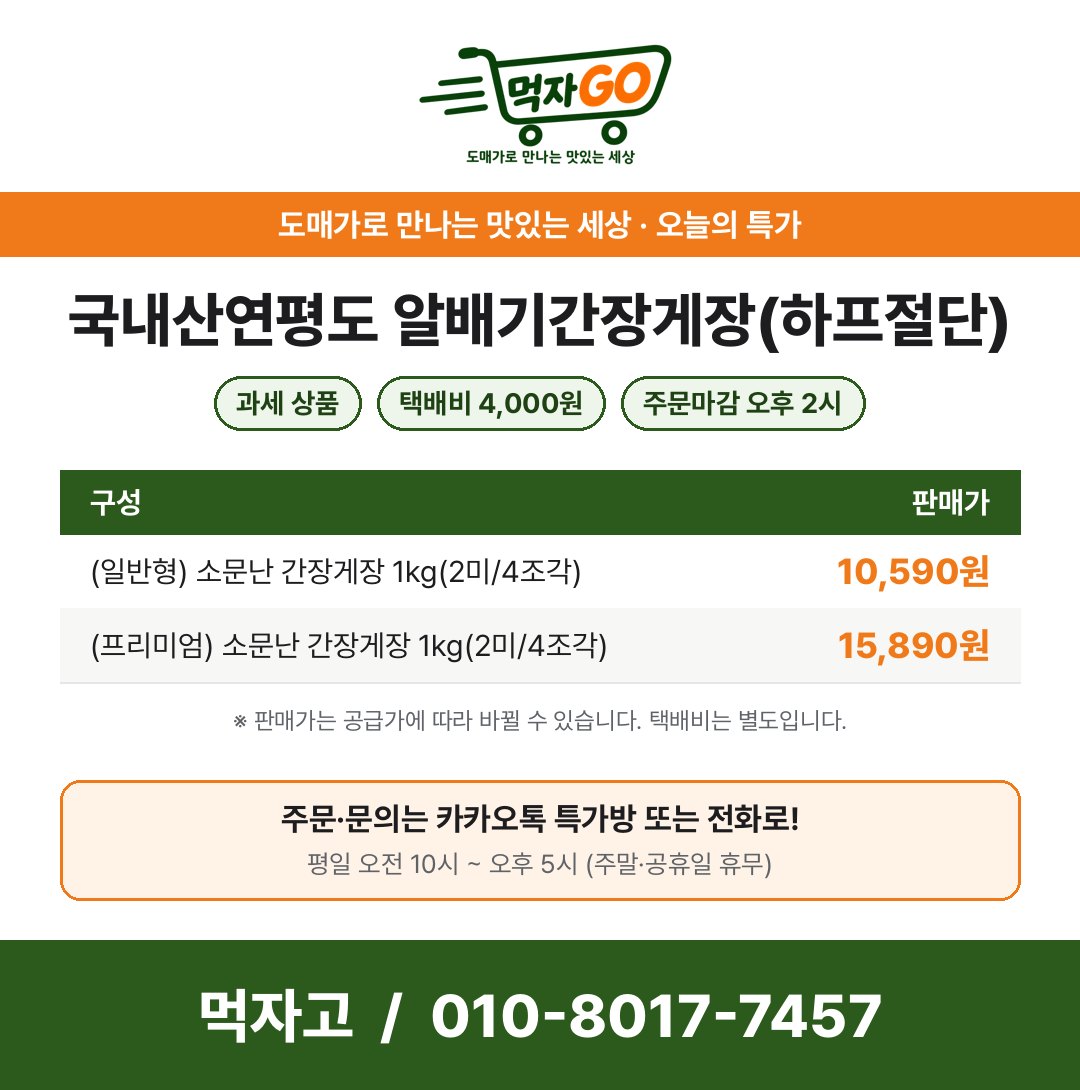 먹자GO
도매가로 만나는 맛있는 세상
도매가로 만나는 맛있는 세상 · 오늘의 특가
국내산연평도 알배기간장게장(하프절단)
과세 상품 택배비 4,000원 주문마감 오후 2시
구성 판매가
(일반형) 소문난 간장게장 1kg(2미/4조각) 10,590원
(프리미엄) 소문난 간장게장 1kg(2미/4조각) 15,890원
※ 판매가는 공급가에 따라 바뀔 수 있습니다. 택배비는 별도입니다.
주문·문의는 카카오톡 특가방 또는 전화로!
평일 오전 10시 ~ 오후 5시 (주말·공휴일 휴무)
먹자고 / 010-8017-7457